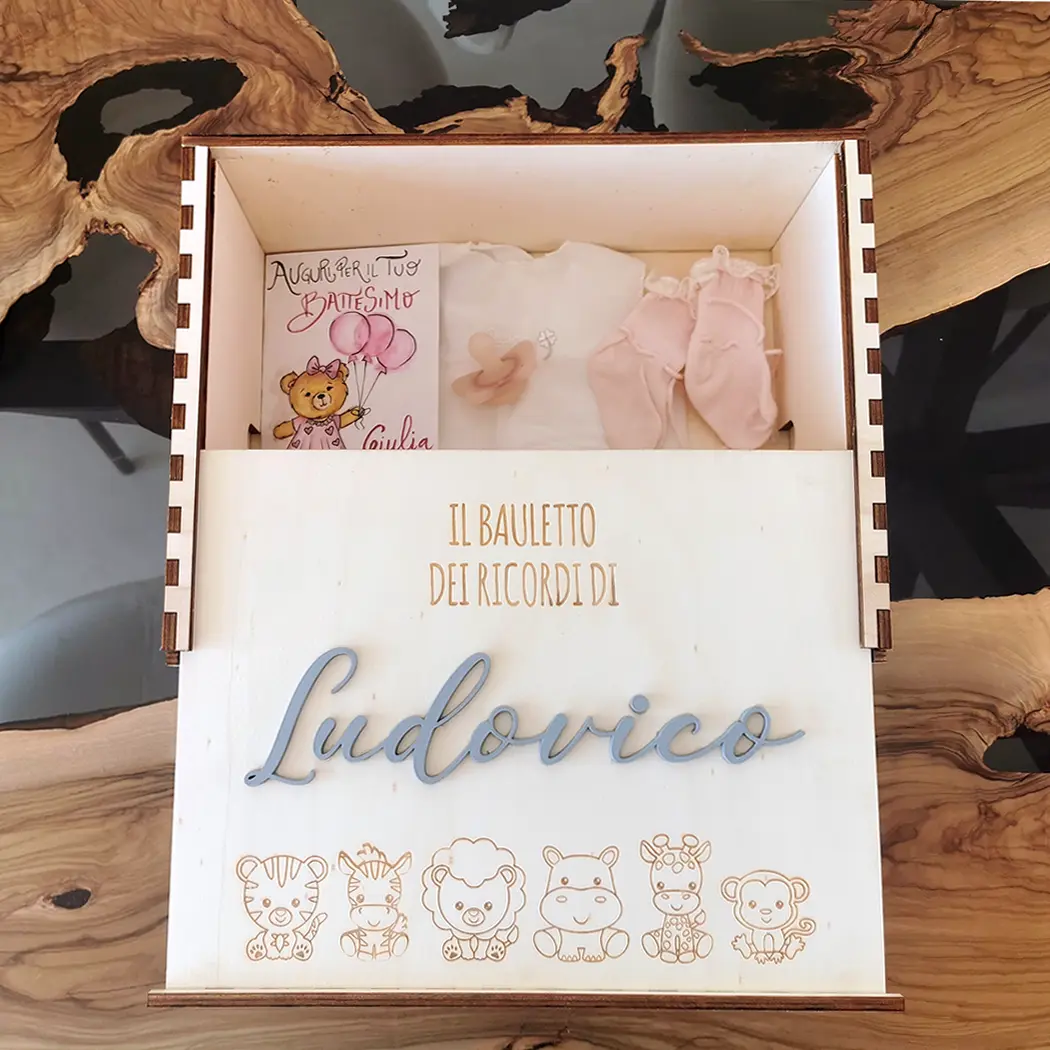 AUGURI PER IL TUO
BATTESIMO
Giulia
IL BAULETTO
DEI RICORDI DI
Ludovico